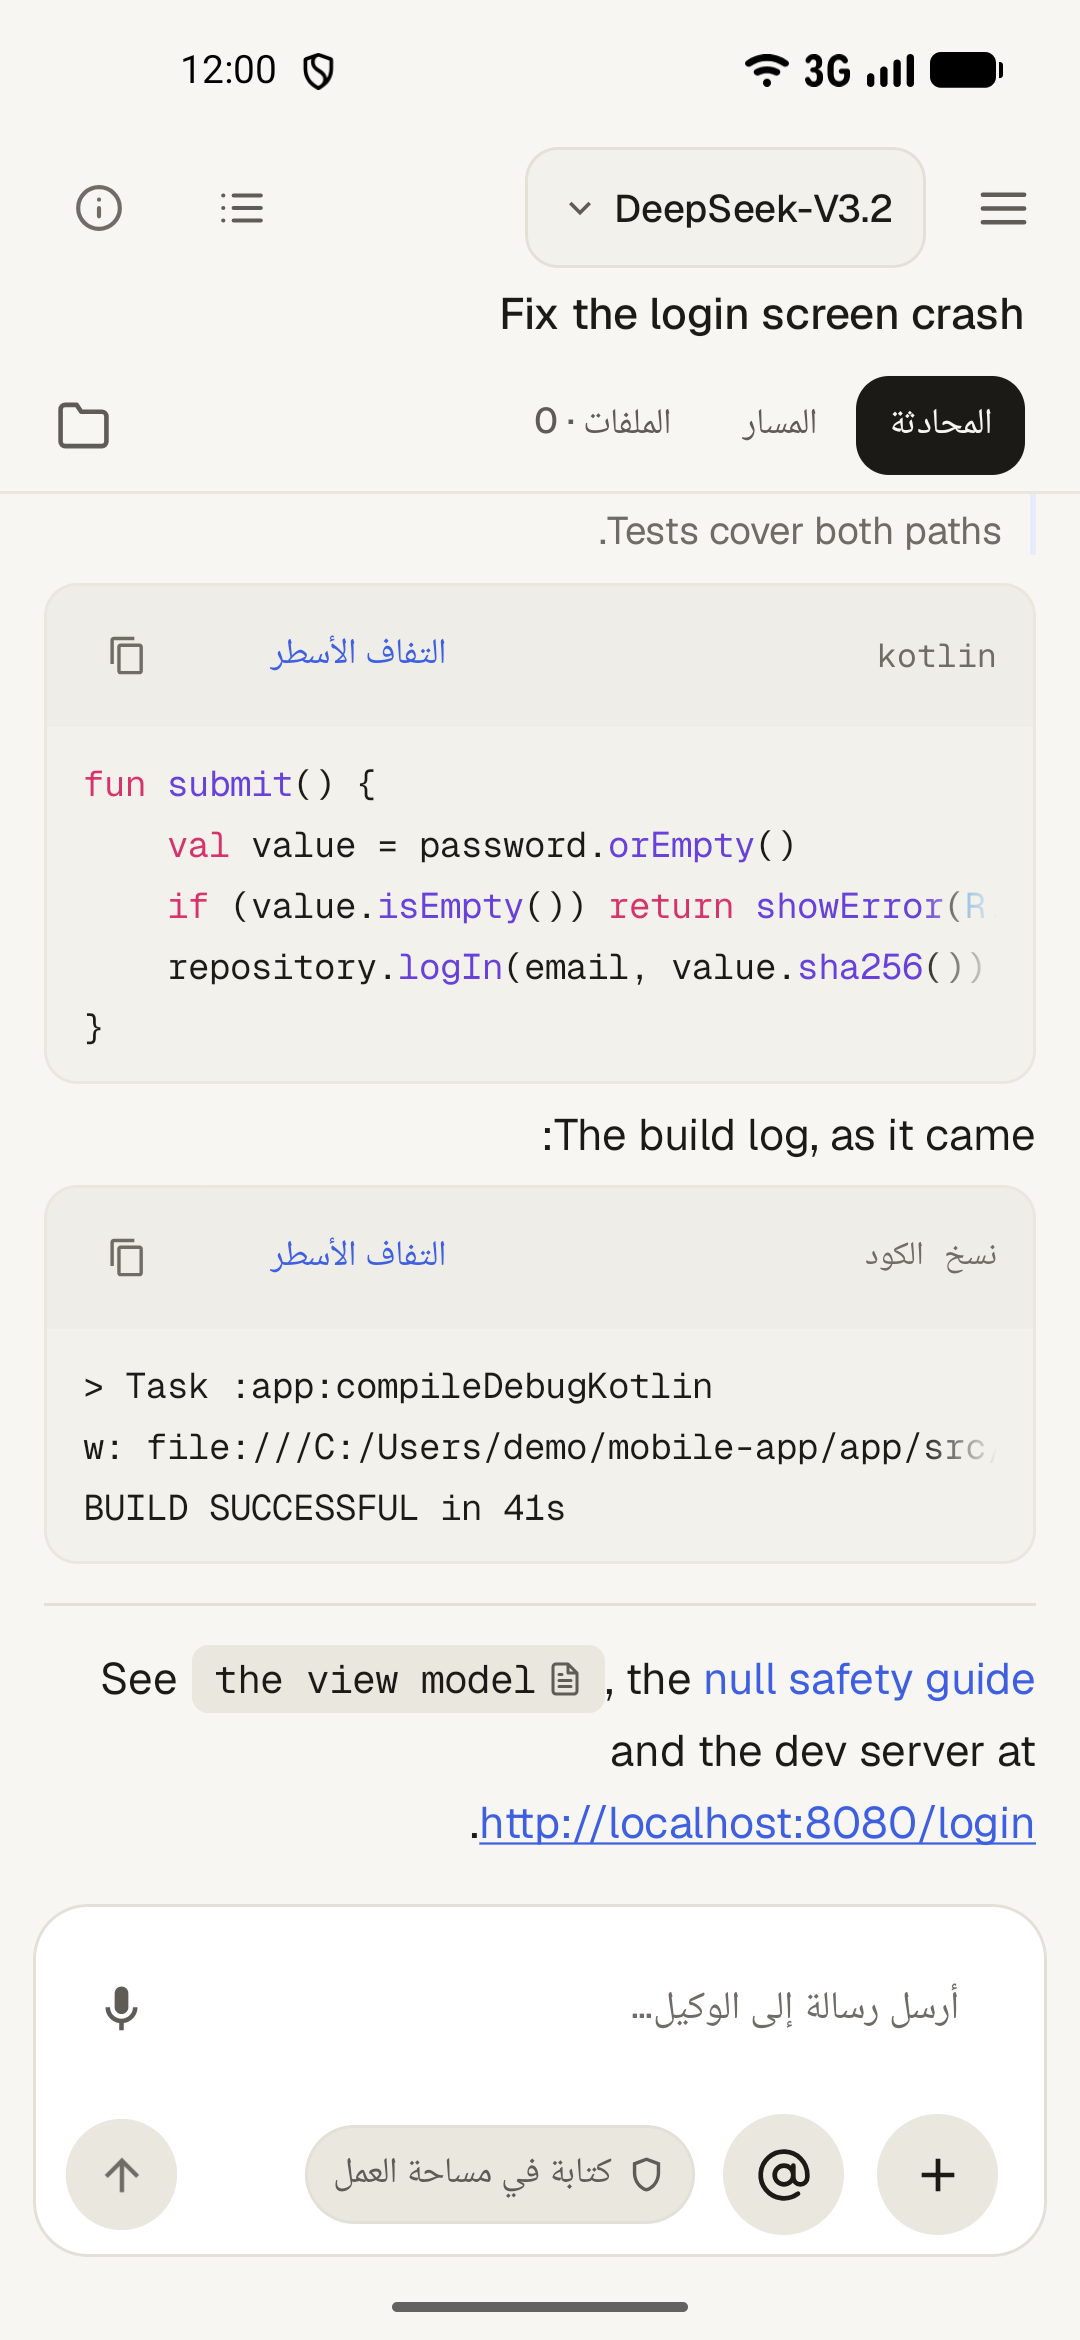 12:00 3G
DeepSeek-V3.2
Fix the login screen crash
المحادثة
المسار
الملفات · 0
Tests cover both paths.
kotlin
التفاف الأسطر
fun submit() {
    val value = password.orEmpty()
    if (value.isEmpty()) return showError(R.
    repository.logIn(email, value.sha256())
}
The build log, as it came:
نسخ الكود
التفاف الأسطر
> Task :app:compileDebugKotlin
w: file:///C:/Users/demo/mobile-app/app/src/
BUILD SUCCESSFUL in 41s
See the view model, the null safety guide
and the dev server at
http://localhost:8080/login.
أرسل رسالة إلى الوكيل...
كتابة في مساحة العمل